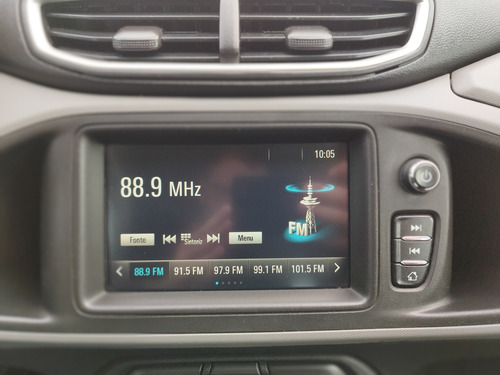 10:05
88.9 MHz
FM
Fonte Sintonia Menu
88.9 FM 91.5 FM 97.9 FM 99.1 FM 101.5 FM